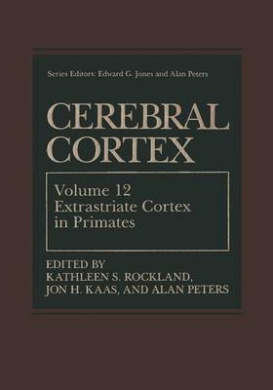 Series Editors: Edward G. Jones and Alan Peters
CEREBRAL
CORTEX
Volume 12
Extrastriate Cortex
in Primates
EDITED BY
KATHLEEN S. ROCKLAND,
JON H. KAAS, AND ALAN PETERS